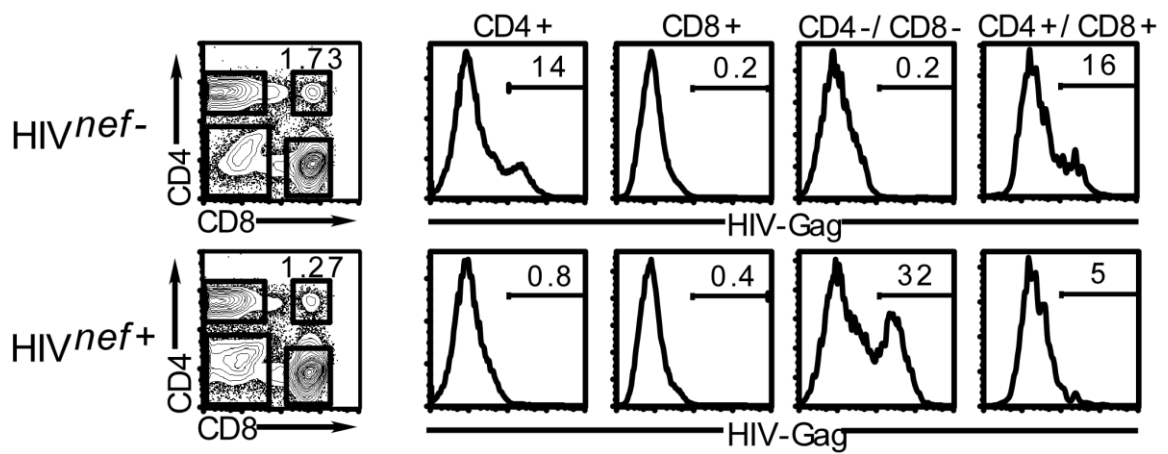 CD4+ CD8+ CD4-/CD8- CD4+/CD8+
HIVnef-
1.73
CD4
CD8
14
0.2
0.2
16
HIV-Gag
HIVnef+
1.27
CD4
CD8
0.8
0.4
32
5
HIV-Gag